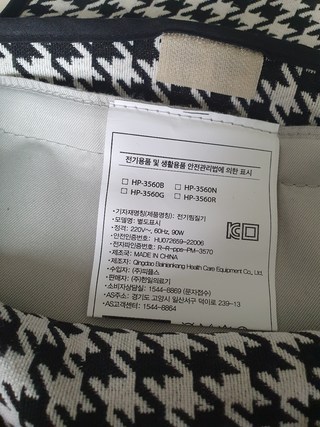 전기용품 및 생활용품 안전관리법에 의한 표시
□ HP-3560B □ HP-3560N
□ HP-3560G □ HP-3560R
• 기자재명칭(제품명칭) : 전기찜질기
• 모델명 : 별도표시
• 정격 : 220V~, 60Hz, 90W
• 안전인증번호 : HU072659-22006
• 전자파인증번호 : R-R-pps-PM-3570
• 제조국 : MADE IN CHINA
• 제조자 : Qingdao Bainiankang Health Care Equipment Co., Ltd.
• 수입자 : (주)피플스
• 판매자 : (주)한일의료기
• 소비자상담실 : 1544-8869 (문자접수)
• AS주소 : 경기도 고양시 일산서구 덕이로 239-13
• AS고객센터 : 1544-8864